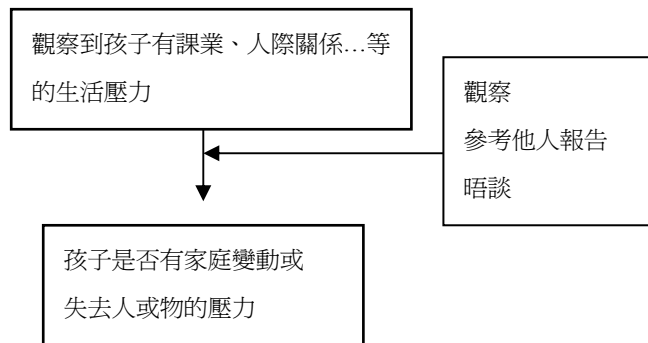 觀察到孩子有課業、人際關係…等
的生活壓力
觀察
參考他人報告
晤談
孩子是否有家庭變動或
失去人或物的壓力